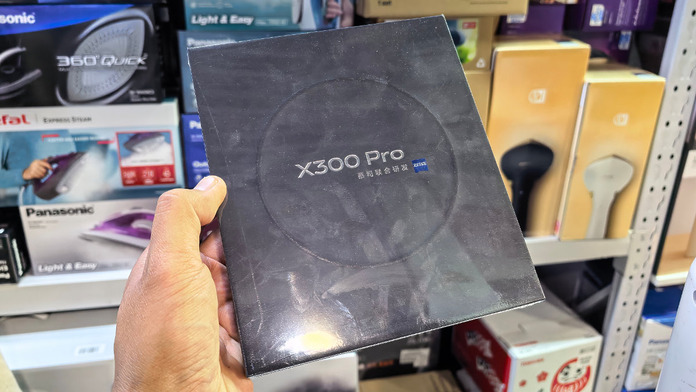 Light & Easy
Panasonic
Panasonic
360° Quick
Tefal EXPRESS STEAM
Panasonic
Light & Easy
X300 Pro
蔡司联合研发
ZEISS